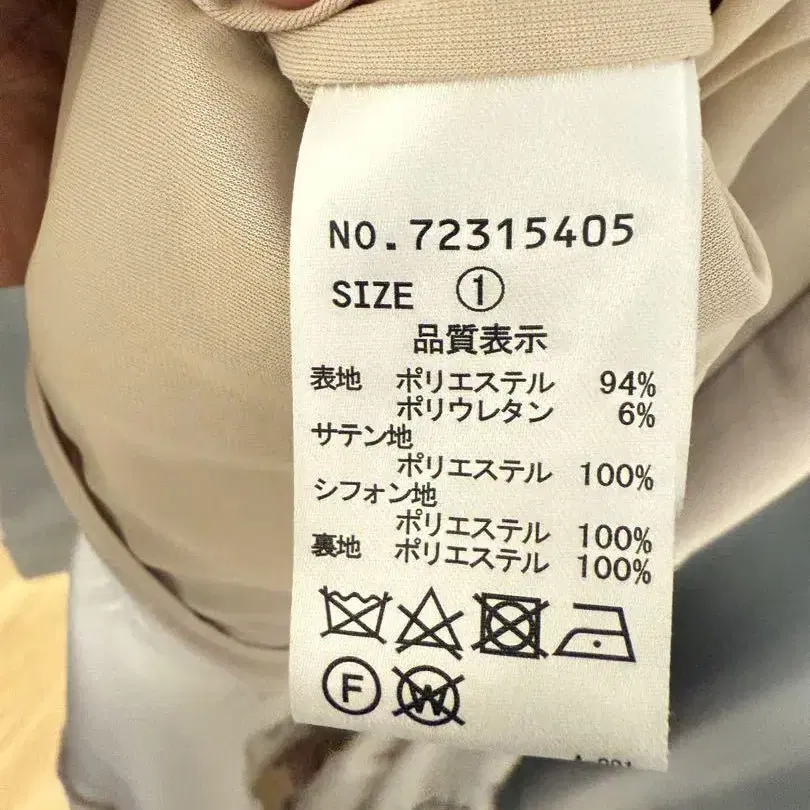 NO.72315405
SIZE ①
品質表示
表地 ポリエステル 94%
ポリウレタン 6%
サテン地
ポリエステル 100%
シフォン地
ポリエステル 100%
裏地 ポリエステル 100%
F W